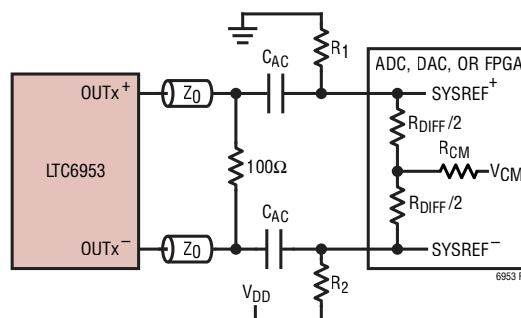 R1
CAC
ADC, DAC, OR FPGA
OUTx+
Z0
SYSREF+
RDIFF/2
RCM
LTC6953
100Ω
VCM
RDIFF/2
CAC
OUTx–
Z0
SYSREF–
6953 F
VDD
R2